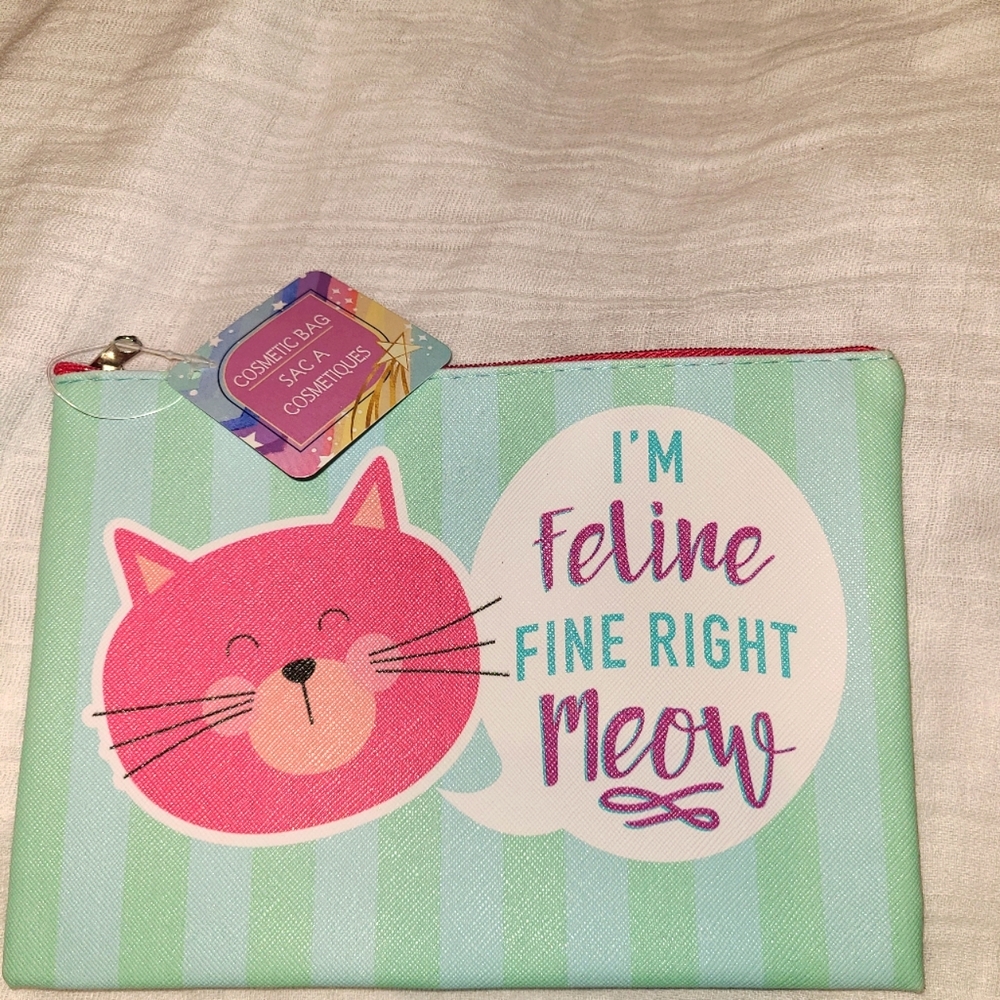 COSMETIC BAG
SAC A
COSMETIQUES
I'M
Feline
FINE RIGHT
Meow